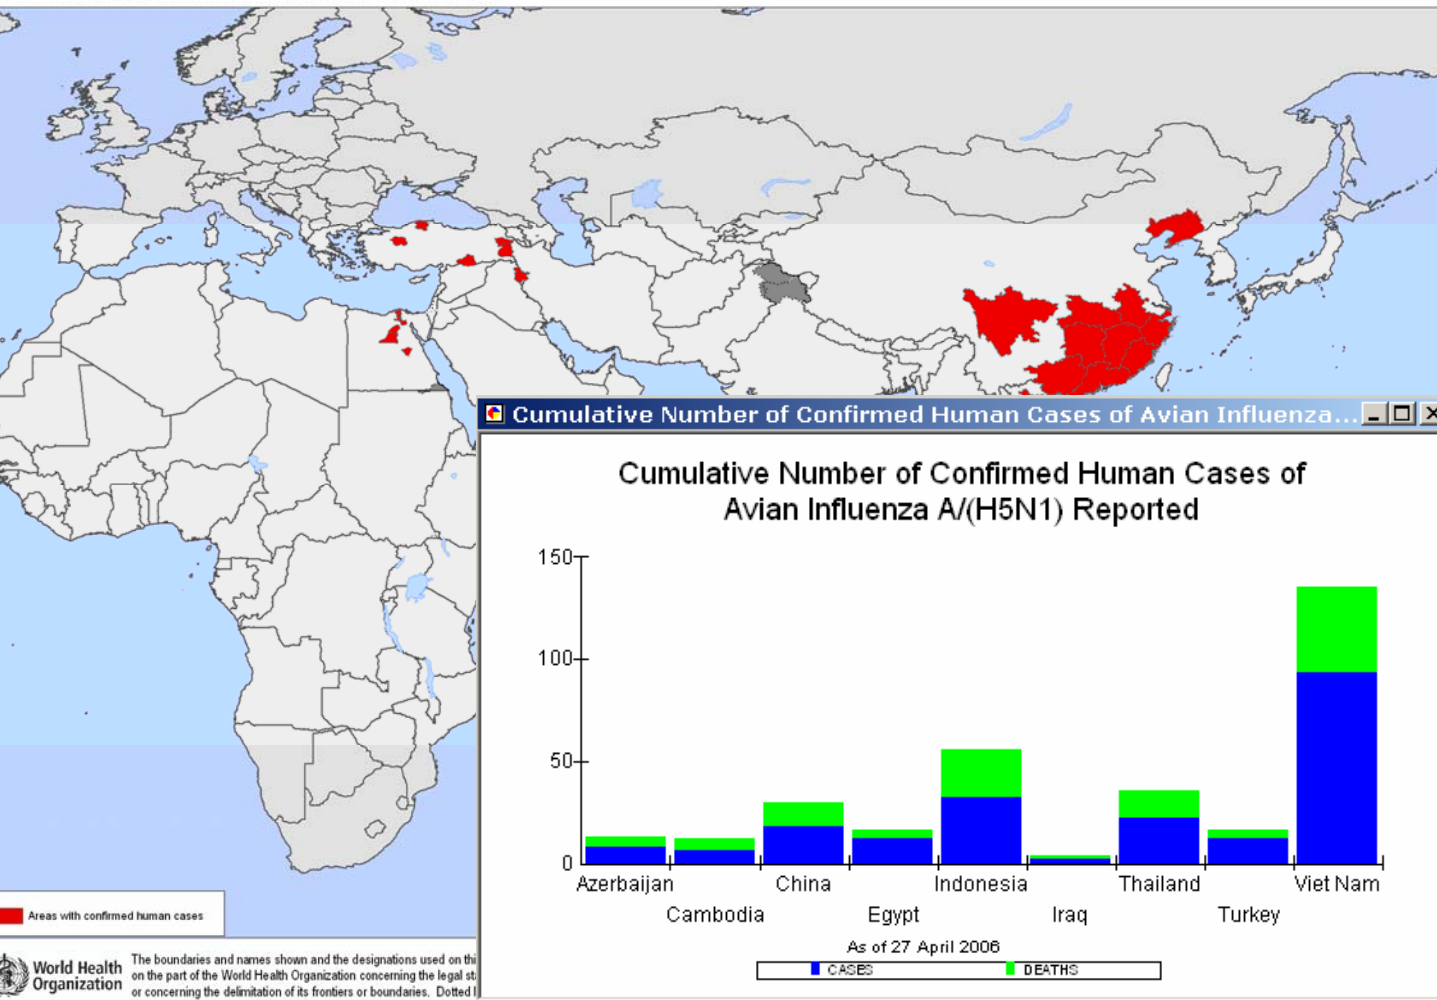 Cumulative Number of Confirmed Human Cases of Avian Influenza...
Cumulative Number of Confirmed Human Cases of
Avian Influenza A/(H5N1) Reported
150
100
50
0
Azerbaijan
Cambodia
China
Egypt
Indonesia
Iraq
Thailand
Turkey
Viet Nam
As of 27 April 2006
CASES
DEATHS
Areas with confirmed human cases
World Health
Organization
The boundaries and names shown and the designations used on thi
on the part of the World Health Organization concerning the legal st
or concerning the delimitation of its frontiers or boundaries. Dotted l